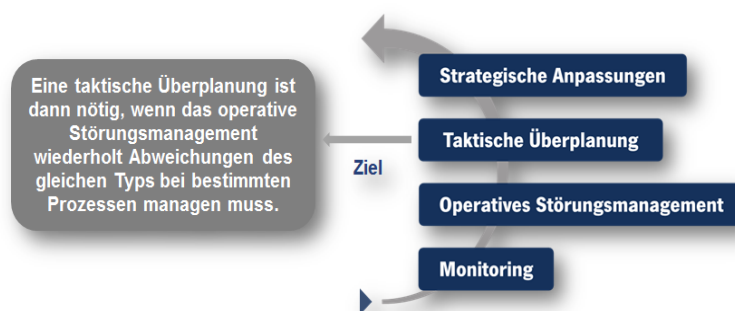 Eine taktische Überplanung ist
dann nötig, wenn das operative
Störungsmanagement
wiederholt Abweichungen des
gleichen Typs bei bestimmten
Prozessen managen muss.
Ziel
Strategische Anpassungen
Taktische Überplanung
Operatives Störungsmanagement
Monitoring